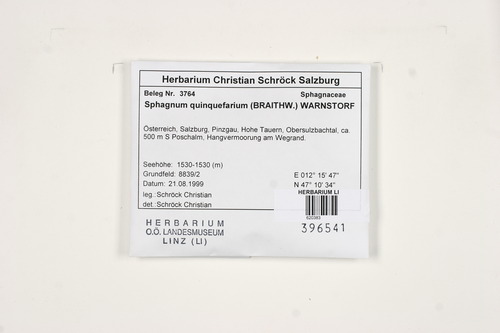 Herbarium Christian Schröck Salzburg
Beleg Nr. 3764 Sphagnaceae
Sphagnum quinquefarium (BRAITHW.) WARNSTORF
Österreich, Salzburg, Pinzgau, Hohe Tauern, Obersulzbachtal, ca.
500 m S Poschalm, Hangvermoorung am Wegrand.
Seehöhe: 1530-1530 (m)
Grundfeld: 8839/2 E 012° 15' 47"
Datum: 21.08.1999 N 47° 10' 34"
leg.:Schröck Christian
det.:Schröck Christian
HERBARIUM LI
620383
HERBARIUM
O.Ö. LANDESMUSEUM
LINZ (LI)
396541